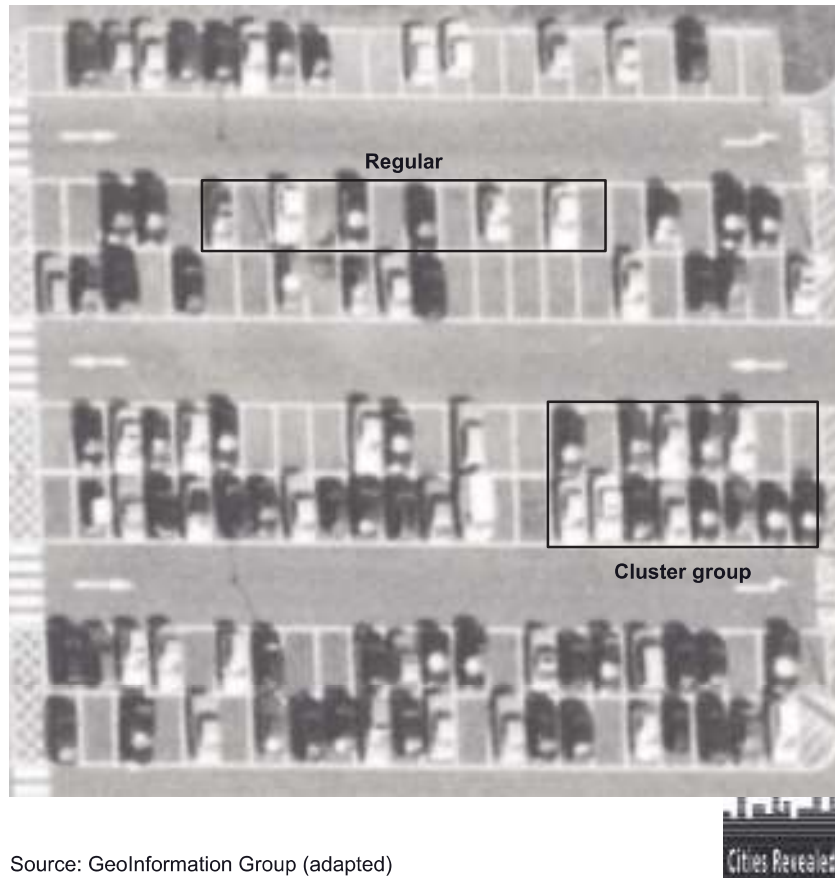 Regular
Cluster group
Source: GeoInformation Group (adapted)
Cities Revealed